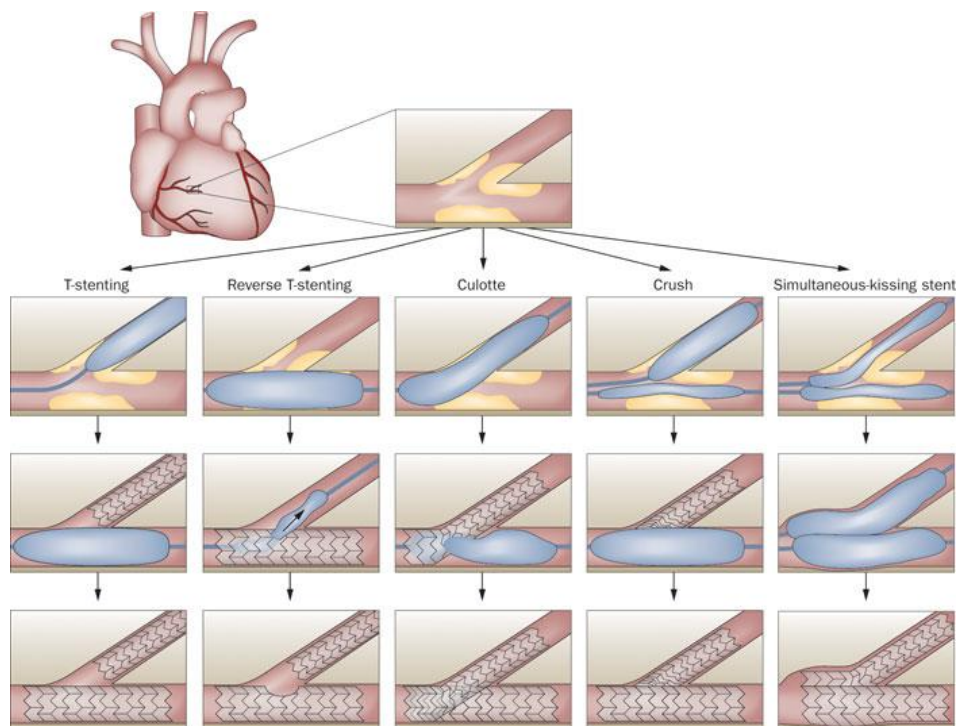 T-stenting
Reverse T-stenting
Culotte
Crush
Simultaneous-kissing stent